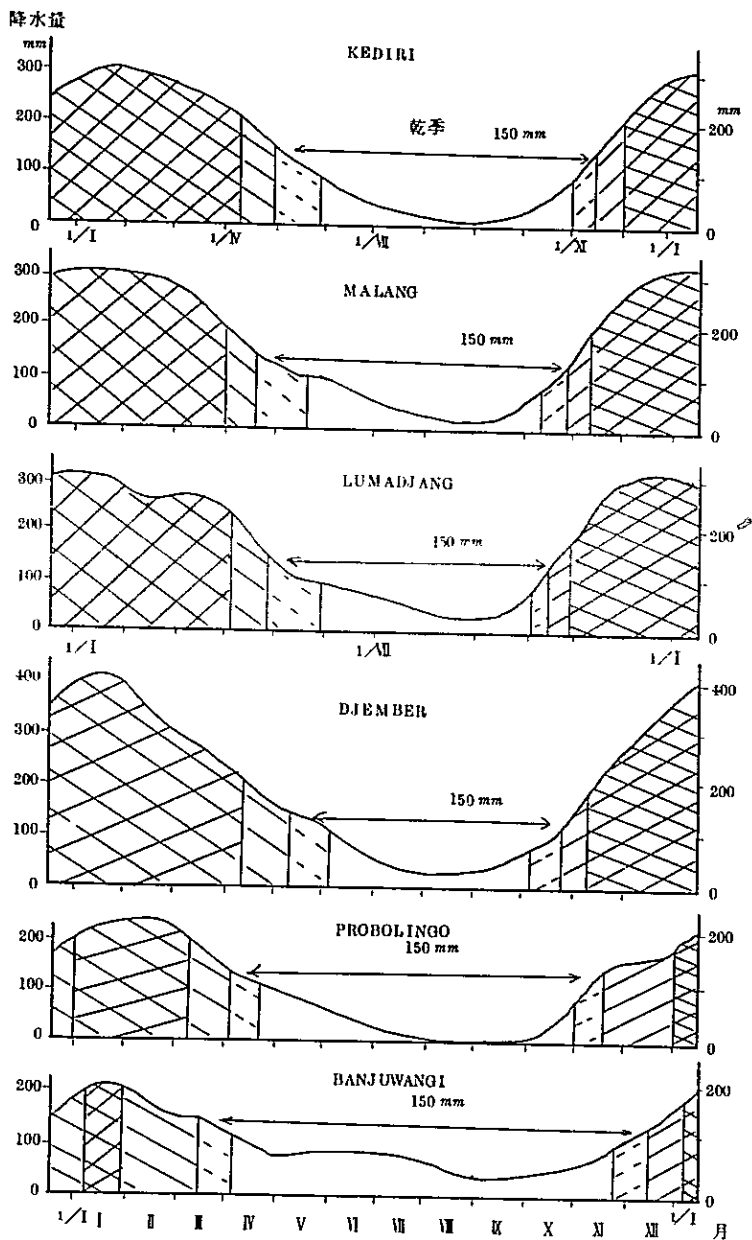 降水量
mm
KEDIRI
300
200
100
0
乾季
150 mm
mm
200
0
1/I
1/IV
1/VII
1/XI
1/I
MALANG
300
200
100
0
150 mm
200
0
LUMADJANG
300
200
100
0
150 mm
200
0
1/I
1/VII
1/I
DJEMBER
400
300
200
100
0
150 mm
400
200
0
PROBOLINGO
200
100
0
150 mm
200
0
BANJUWANGI
200
100
0
150 mm
200
0
1/I I II III IV V VI VII VIII IX X XI XII 1/I 月